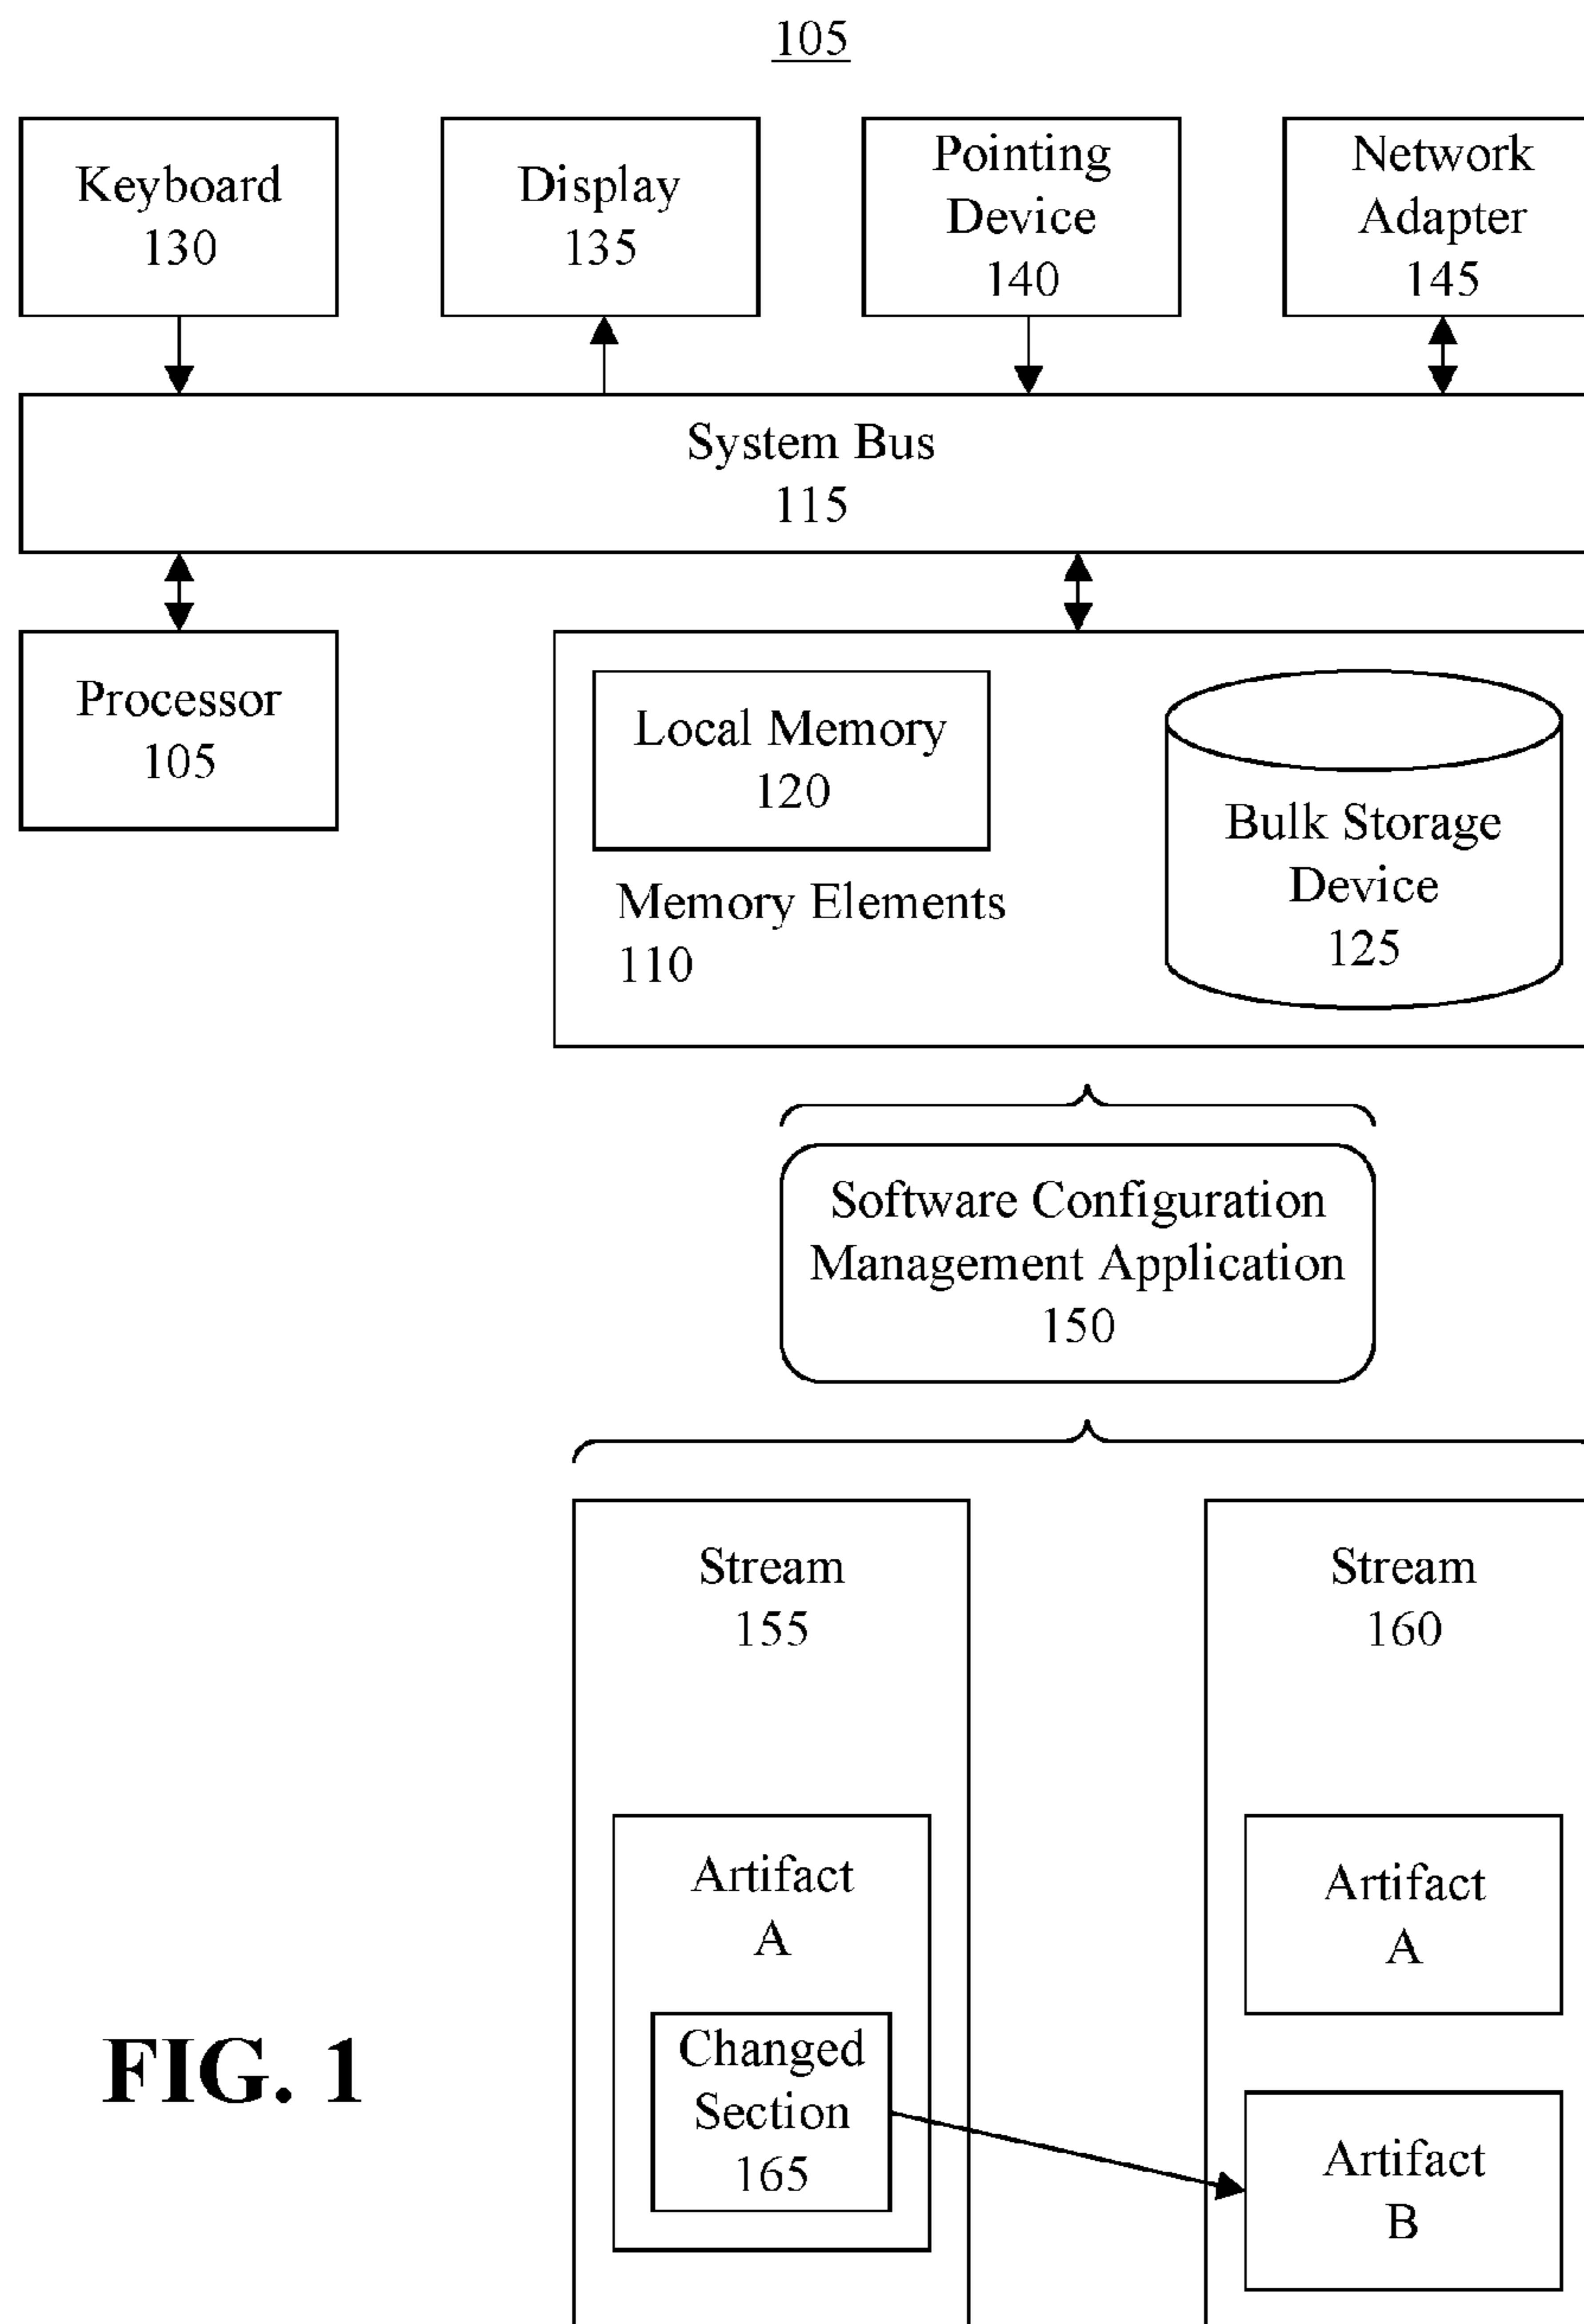 105
Keyboard
130
Display
135
Pointing
Device
140
Network
Adapter
145
System Bus
115
Processor
105
Local Memory
120
Memory Elements
110
Bulk Storage
Device
125
Software Configuration
Management Application
150
Stream
155
Stream
160
Artifact
A
Changed
Section
165
Artifact
A
Artifact
B
FIG. 1